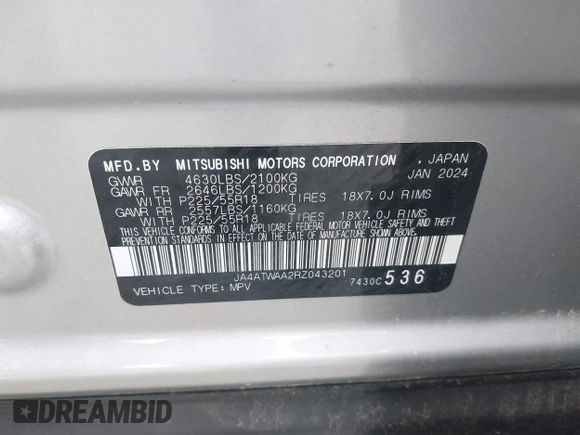 MFD.BY MITSUBISHI MOTORS CORPORATION , JAPAN
GVWR 4630LBS/2100KG JAN 2024
GAWR FR 2646LBS/1200KG
WITH P225/55R18 TIRES 18X7.0J RIMS
GAWR RR 2557LBS/1160KG
WITH P225/55R18 TIRES 18X7.0J RIMS
THIS VEHICLE CONFORMS TO ALL APPLICABLE FEDERAL MOTOR VEHICLE SAFETY AND THEFT
PREVENTION STANDARDS IN EFFECT ON THE DATE OF MANUFACTURE SHOWN ABOVE.
JA4ATWAA2RZ043201
VEHICLE TYPE:MPV 7430C536
DREAMBID